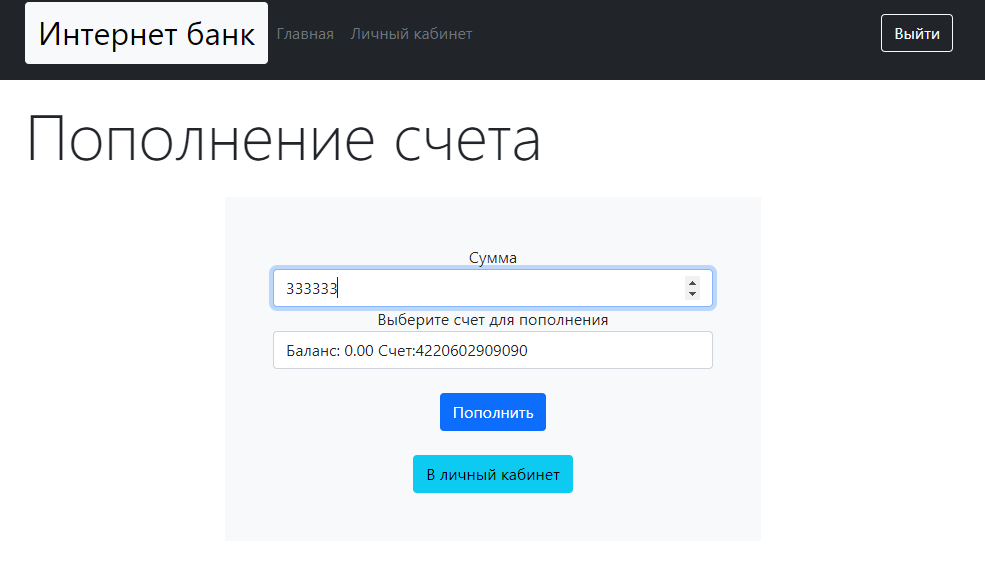 Интернет банк Главная Личный кабинет Выйти
Пополнение счета
Сумма
333333
Выберите счет для пополнения
Баланс: 0.00 Счет:4220602909090
Пополнить
В личный кабинет